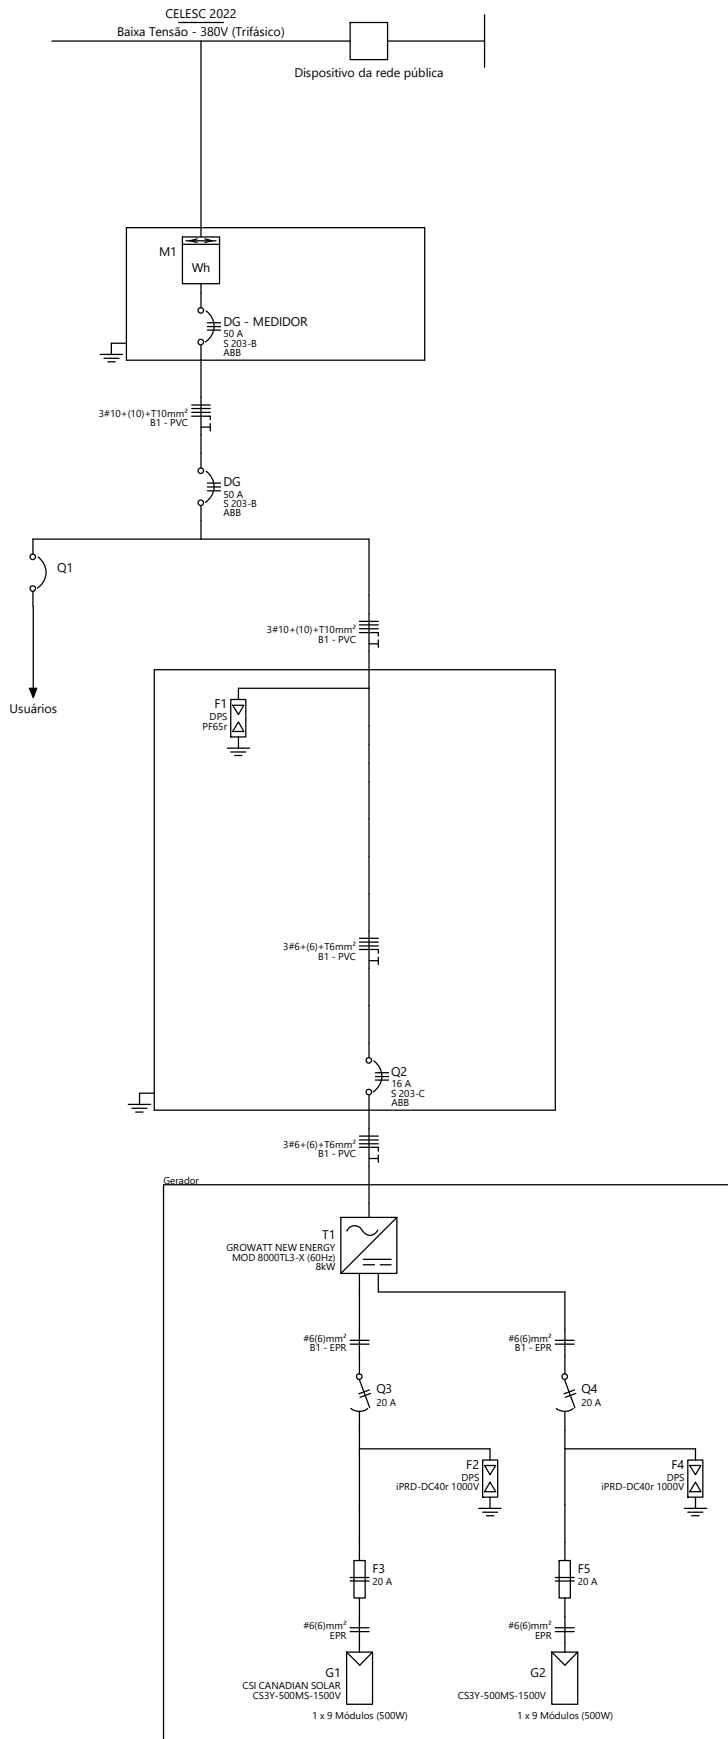 CELESC 2022
Baixa Tensão - 380V (Trifásico)
Dispositivo da rede pública
M1
Wh
DG - MEDIDOR
50 A
S 203-B
ABB
3#10+(10)+T10mm²
B1 - PVC
DG
50 A
S 203-B
ABB
Q1
3#10+(10)+T10mm²
B1 - PVC
Usuários
F1
DPS
PF65r
3#6+(6)+T6mm²
B1 - PVC
Q2
16 A
S 203-C
ABB
3#6+(6)+T6mm²
B1 - PVC
Gerador
T1
GROWATT NEW ENERGY
MOD 8000TL3-X (60Hz)
8kW
#6(6)mm²
B1 - EPR
#6(6)mm²
B1 - EPR
Q3
20 A
Q4
20 A
F2
DPS
iPRD-DC40r 1000V
F4
DPS
iPRD-DC40r 1000V
F3
20 A
F5
20 A
#6(6)mm²
EPR
#6(6)mm²
EPR
G1
CSI CANADIAN SOLAR
CS3Y-500MS-1500V
1 x 9 Módulos (500W)
G2
CS3Y-500MS-1500V
1 x 9 Módulos (500W)